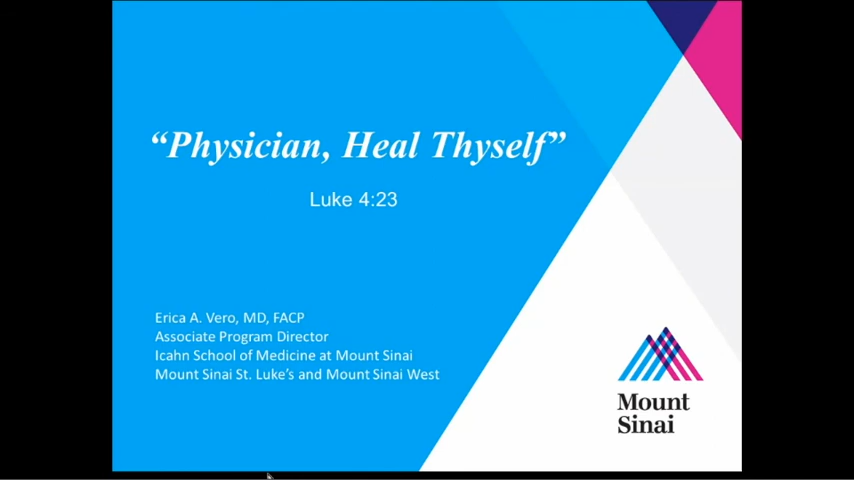 “Physician, Heal Thyself”
Luke 4:23
Erica A. Vero, MD, FACP
Associate Program Director
Icahn School of Medicine at Mount Sinai
Mount Sinai St. Luke’s and Mount Sinai West
Mount
Sinai